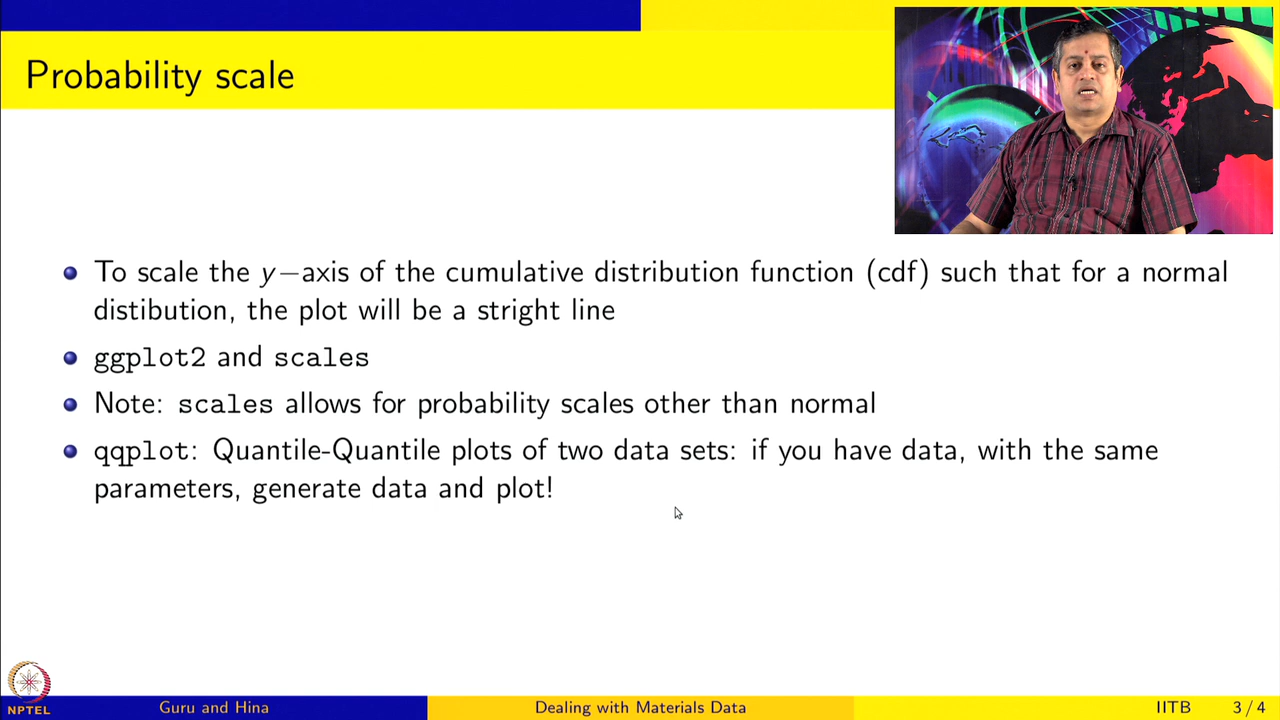 Probability scale
To scale the y−axis of the cumulative distribution function (cdf) such that for a normal
distibution, the plot will be a stright line
ggplot2 and scales
Note: scales allows for probability scales other than normal
qqplot: Quantile-Quantile plots of two data sets: if you have data, with the same
parameters, generate data and plot!
NPTEL
Guru and Hina
Dealing with Materials Data
IITB
3 / 4